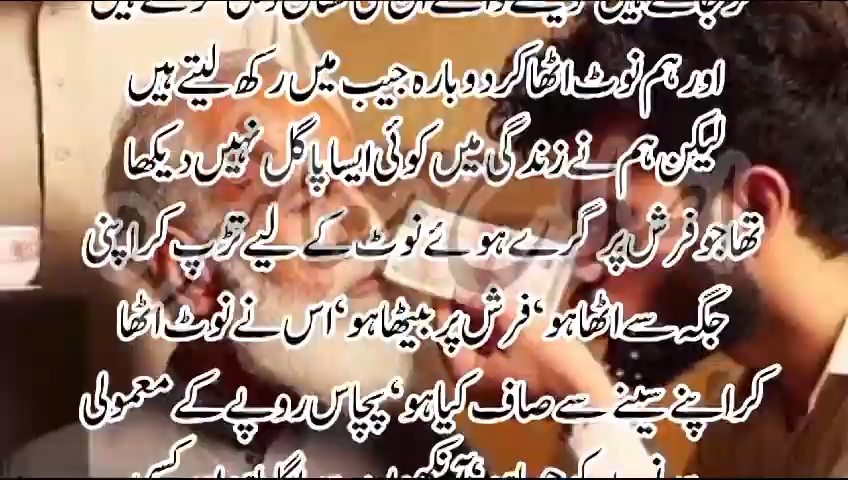 اور ہم نوٹ اٹھا کر دوبارہ جیب میں رکھ لیتے ہیں
لیکن ہم نے زندگی میں کوئی ایسا پاگل نہیں دیکھا
تھا جو فرش پر گرے ہوئے نوٹ کے لیے تڑپ کر اپنی
جگہ سے اٹھا ہو‘ فرش پر بیٹھا ہو‘ اس نے نوٹ اٹھا
کر اپنے سینے سے صاف کیا ہو‘ پچاس روپے کے معمولی